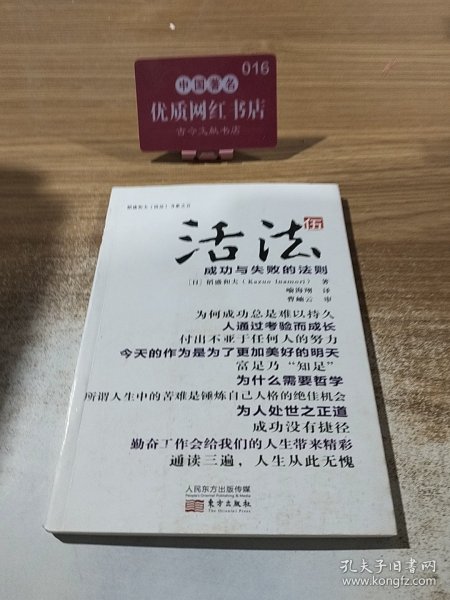 016
中国著名
优质网红书店
古今文献书店
稻盛和夫《活法》书系之五
活法 伍
成功与失败的法则
［日］稻盛和夫（Kazuo Inamori） 著
喻海翔 译
曹岫云 审
为何成功总是难以持久
人通过考验而成长
付出不亚于任何人的努力
今天的作为是为了更加美好的明天
富足乃“知足”
为什么需要哲学
所谓人生中的苦难是锤炼自己人格的绝佳机会
为人处世之正道
成功没有捷径
勤奋工作会给我们的人生带来精彩
通读三遍，人生从此无愧
人民东方出版传媒
People's Oriental Publishing & Media
东方出版社
The Oriental Press
孔夫子旧书网
www.kongfz.com